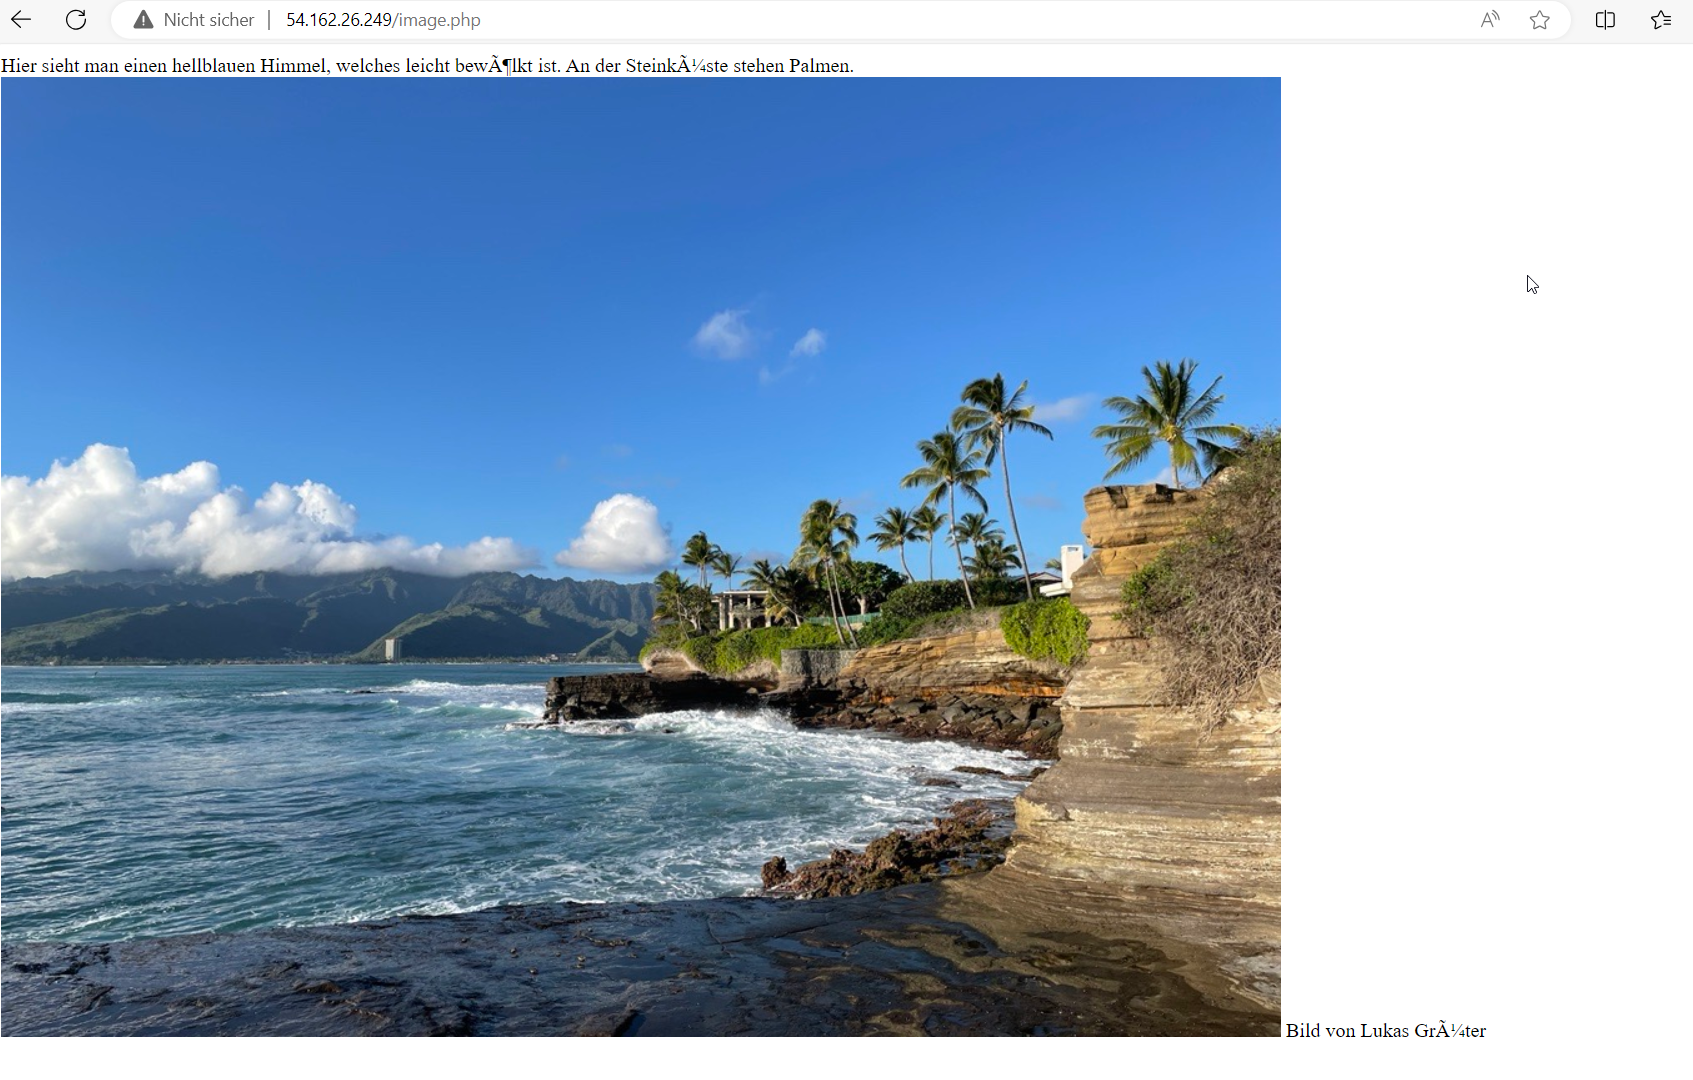 Nicht sicher | 54.162.26.249/image.php
Hier sieht man einen hellblauen Himmel, welches leicht bewÃ¶lkt ist. An der SteinkÃ¼ste stehen Palmen.
Bild von Lukas GrÃ¼ter